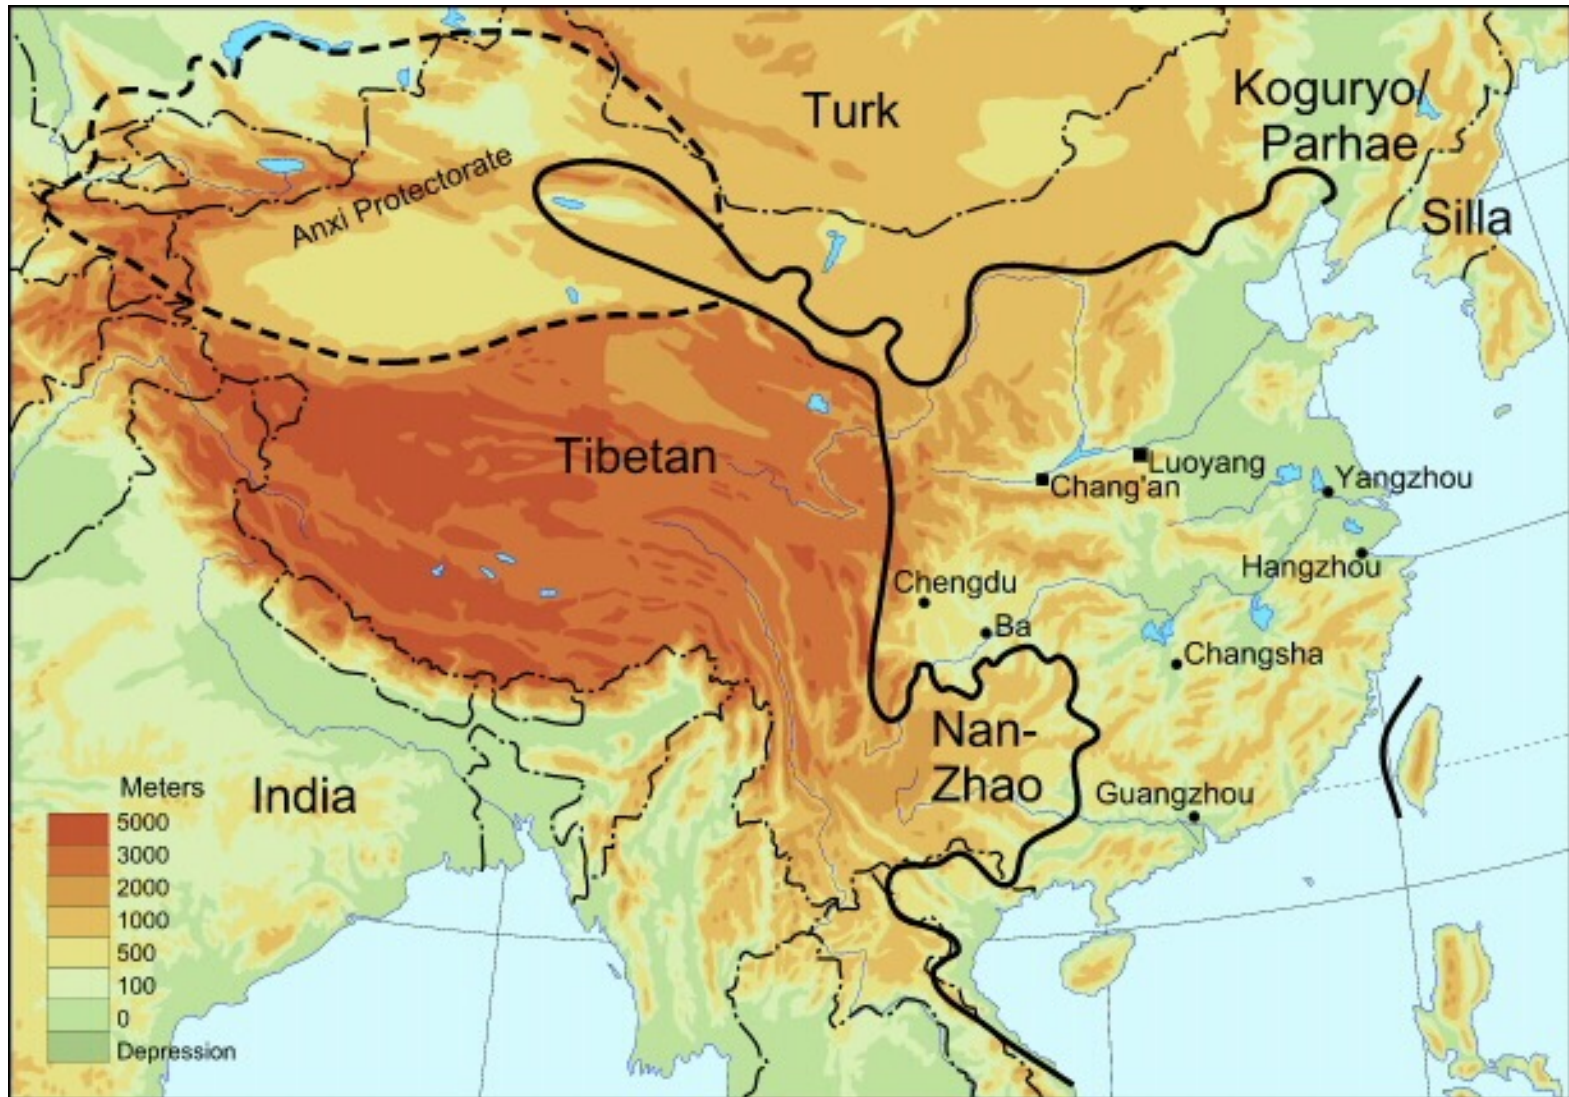 Turk
Koguryo/
Parhae
Silla
Anxi Protectorate
Tibetan
Luoyang
Chang'an
Yangzhou
Hangzhou
Chengdu
Ba
Changsha
Nan-
Zhao
Guangzhou
India
Meters
5000
3000
2000
1000
500
100
0
Depression